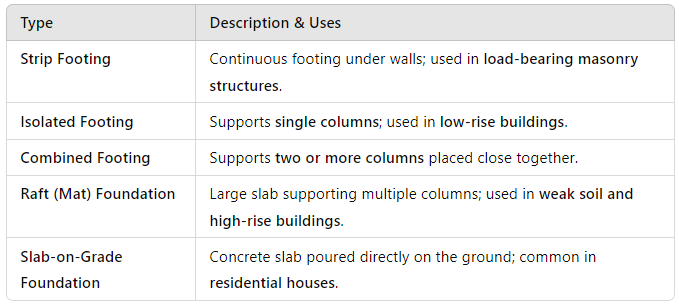 Type Description & Uses
Strip Footing Continuous footing under walls; used in load-bearing masonry
structures.
Isolated Footing Supports single columns; used in low-rise buildings.
Combined Footing Supports two or more columns placed close together.
Raft (Mat) Foundation Large slab supporting multiple columns; used in weak soil and
high-rise buildings.
Slab-on-Grade Concrete slab poured directly on the ground; common in
Foundation residential houses.